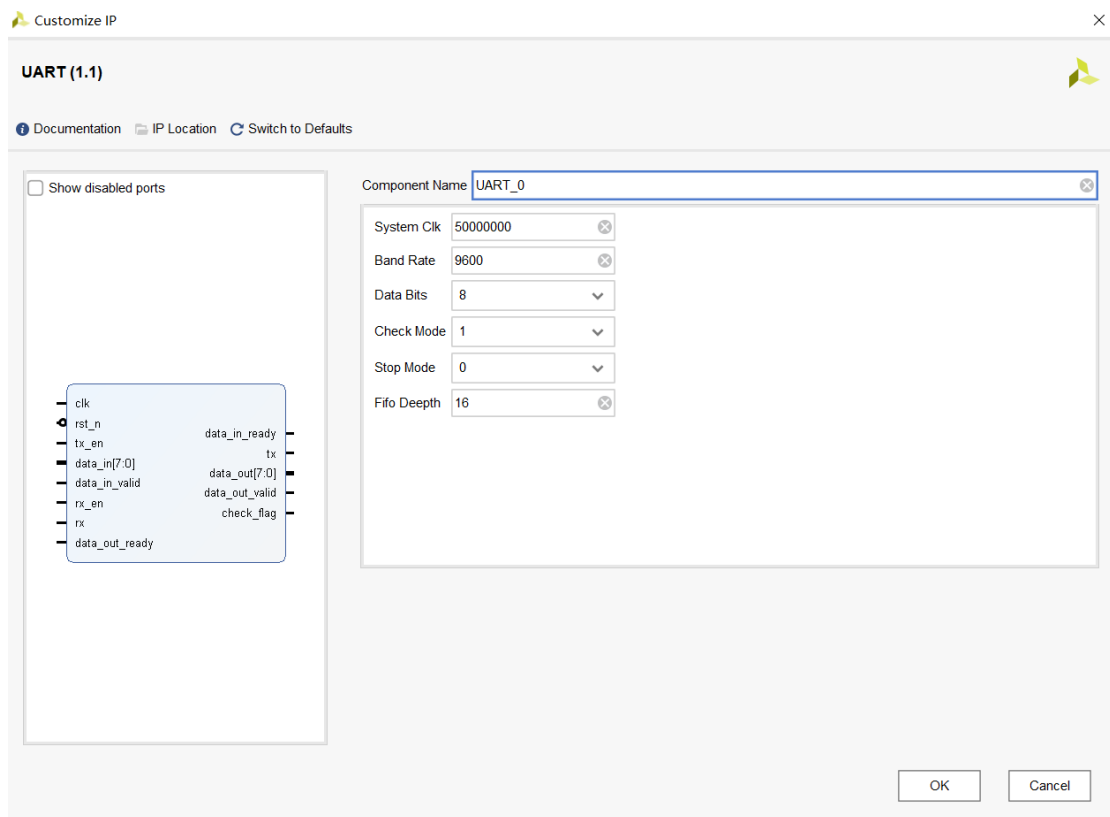 Customize IP
UART (1.1)
Documentation IP Location Switch to Defaults
Show disabled ports
clk
rst_n
tx_en
data_in[7:0]
data_in_valid
rx_en
rx
data_out_ready
data_in_ready
tx
data_out[7:0]
data_out_valid
check_flag
Component Name UART_0
System Clk 50000000
Band Rate 9600
Data Bits 8
Check Mode 1
Stop Mode 0
Fifo Deepth 16
OK Cancel